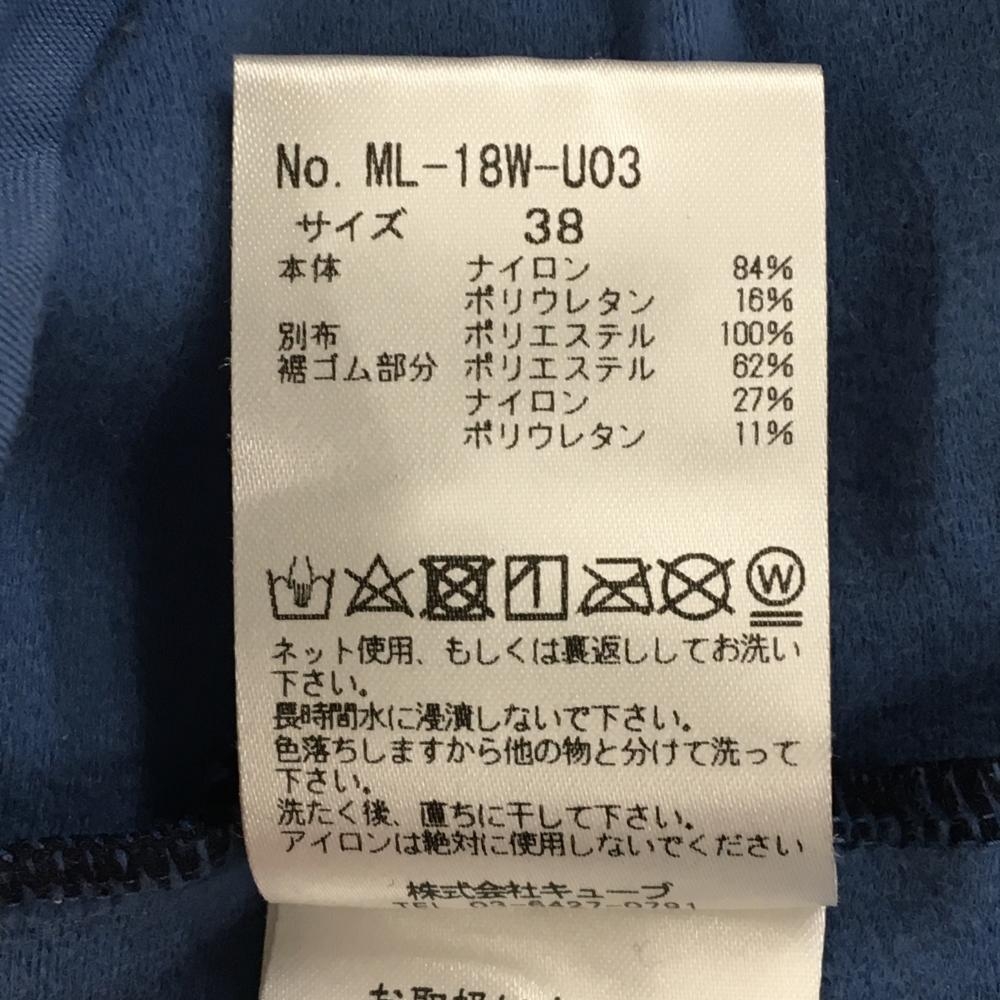 No. ML-18W-U03
サイズ 38
本体 ナイロン 84%
ポリウレタン 16%
別布 ポリエステル 100%
裾ゴム部分 ポリエステル 62%
ナイロン 27%
ポリウレタン 11%
W
ネット使用、もしくは裏返ししてお洗い
下さい。
長時間水に浸漬しないで下さい。
色落ちしますから他の物と分けて洗って
下さい。
洗たく後、直ちに干して下さい。
アイロンは絶対に使用しないでください
株式会社キューブ
TEL 03-6427-0791